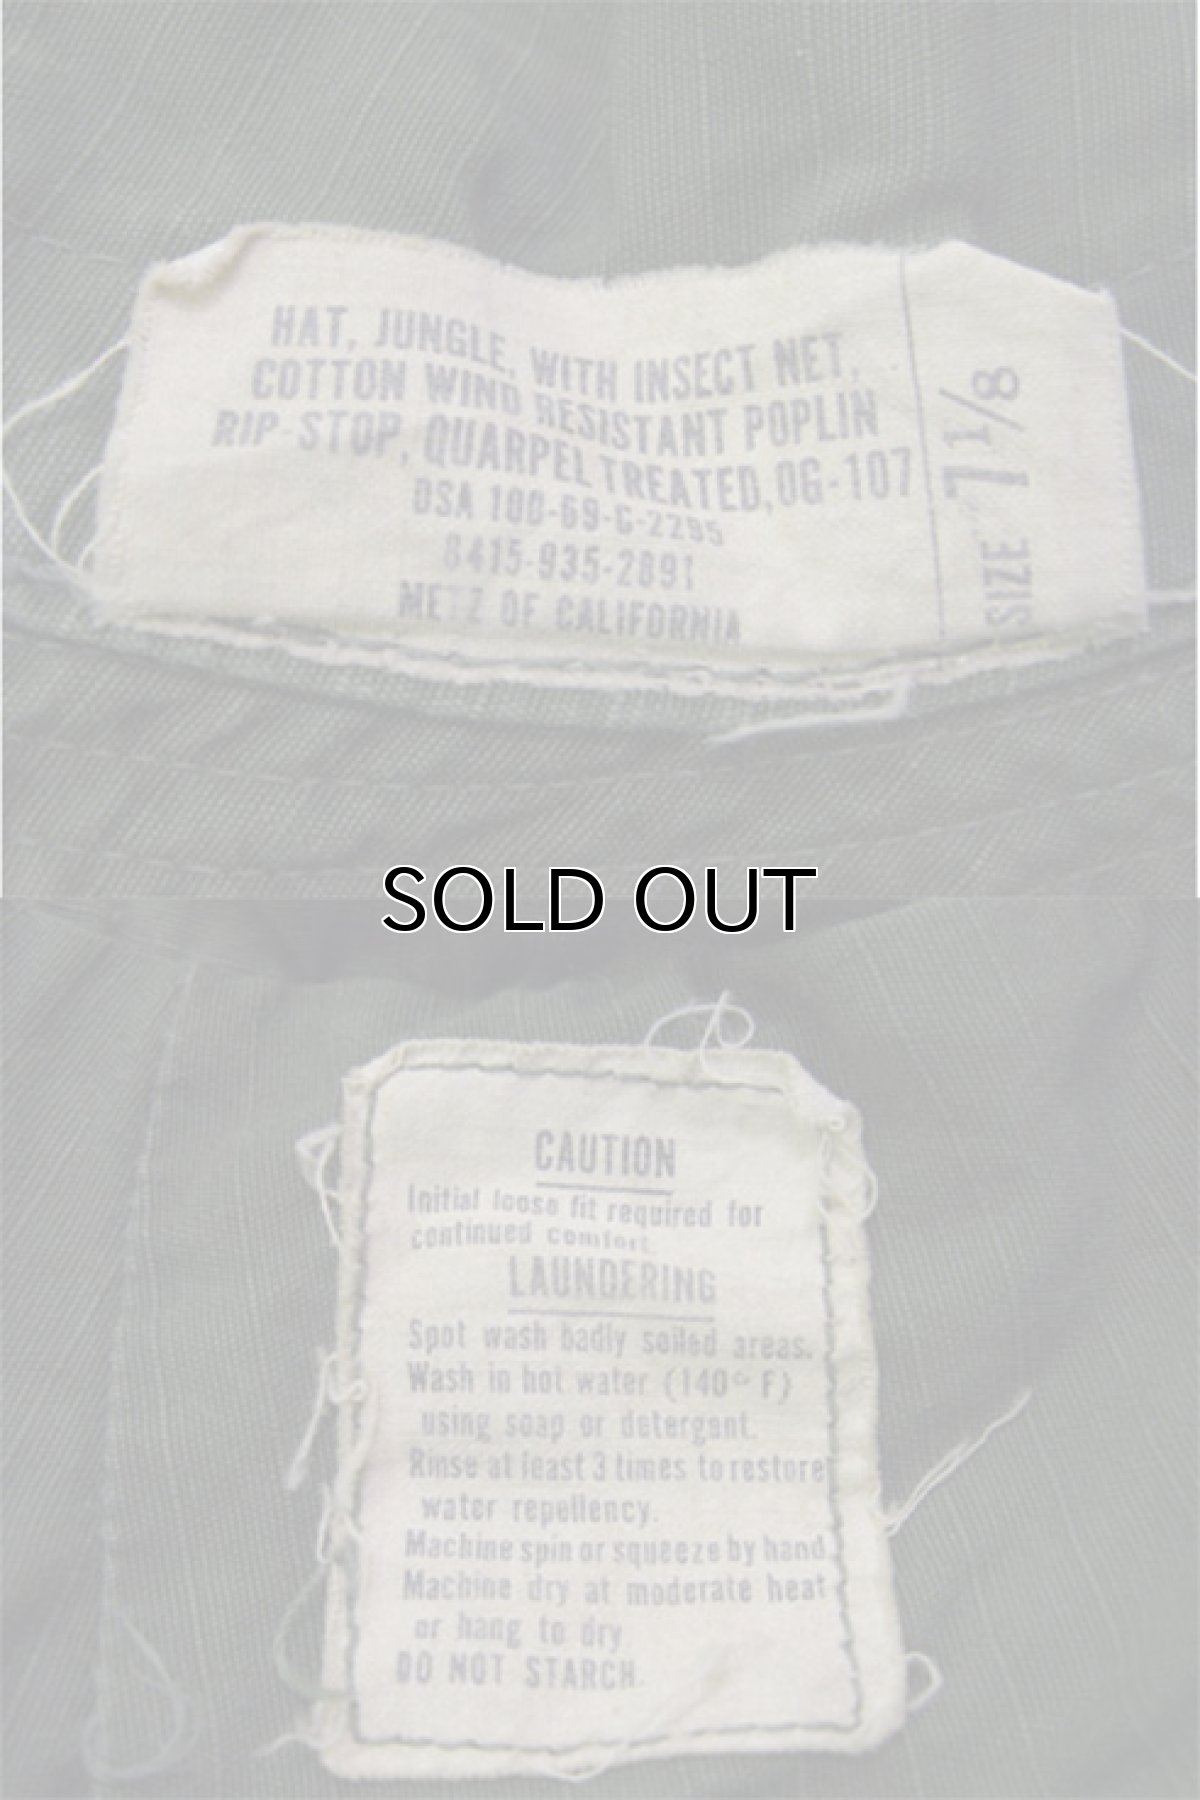 HAT, JUNGLE, WITH INSECT NET,
COTTON WIND RESISTANT POPLIN
RIP STOP, QUARPEL TREATED, OG-107
DSA 100-69-C-2295
8415-935-2891
METZ OF CALIFORNIA
SIZE 7 1/8
SOLD OUT
CAUTION
Initial loose fit required for
continued comfort.
LAUNDERING
Spot wash badly soiled areas.
Wash in hot water (140° F)
using soap or detergent.
Rinse at least 3 times to restore
water repellency.
Machine spin or squeeze by hand.
Machine dry at moderate heat
or hang to dry
DO NOT STARCH.